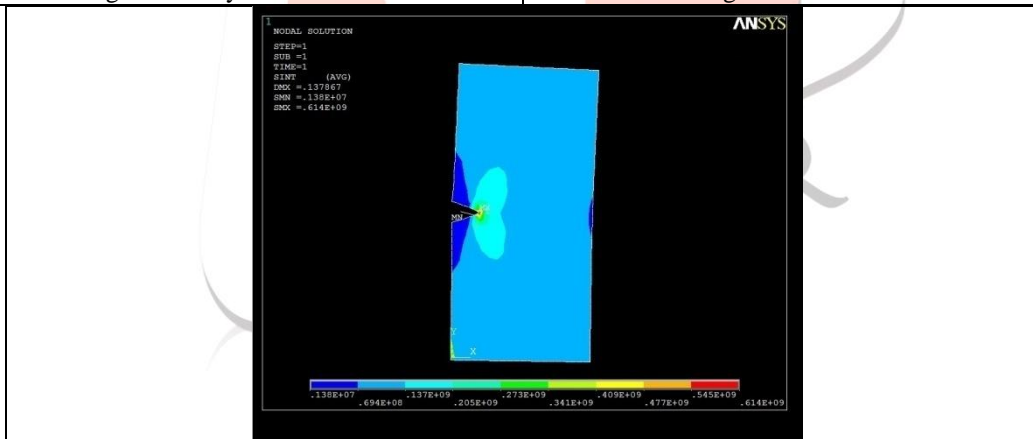 1
ANSYS
NODAL SOLUTION
STEP=1
SUB =1
TIME=1
SINT (AVG)
DMX =.137867
SMN =.138E+07
SMX =.614E+09
MN
Y
X
.138E+07 .137E+09 .273E+09 .409E+09 .545E+09
.694E+08 .205E+09 .341E+09 .477E+09 .614E+09